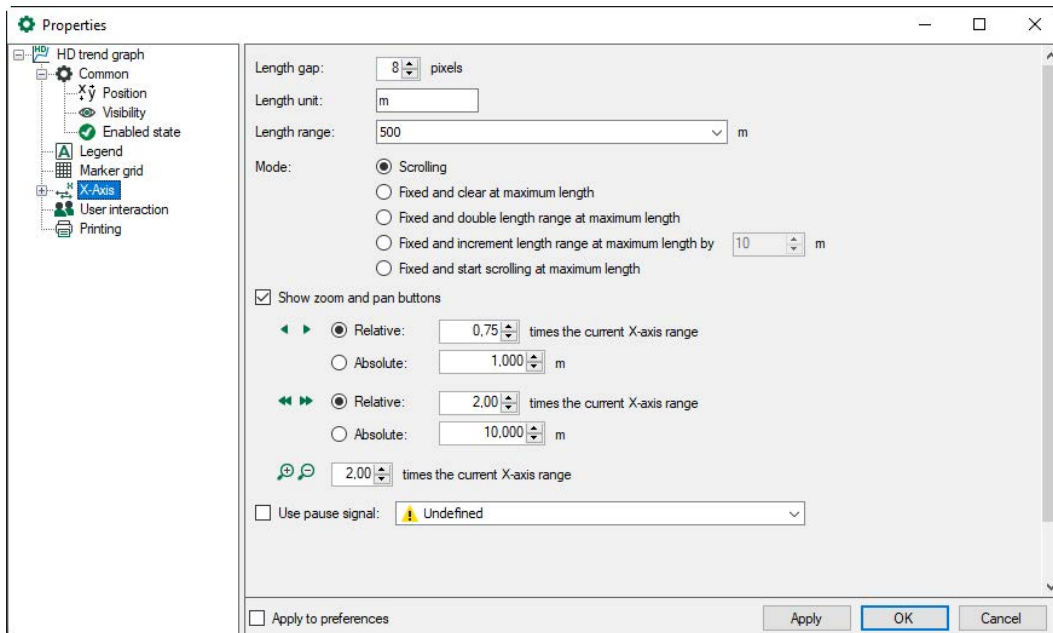 Properties
HD trend graph
Common
Position
Visibility
Enabled state
Legend
Marker grid
X-Axis
User interaction
Printing
Length gap: 8 pixels
Length unit: m
Length range: 500 m
Mode: Scrolling
Fixed and clear at maximum length
Fixed and double length range at maximum length
Fixed and increment length range at maximum length by 10 m
Fixed and start scrolling at maximum length
Show zoom and pan buttons
Relative: 0,75 times the current X-axis range
Absolute: 1,000 m
Relative: 2,00 times the current X-axis range
Absolute: 10,000 m
2,00 times the current X-axis range
Use pause signal: Undefined
Apply to preferences Apply OK Cancel